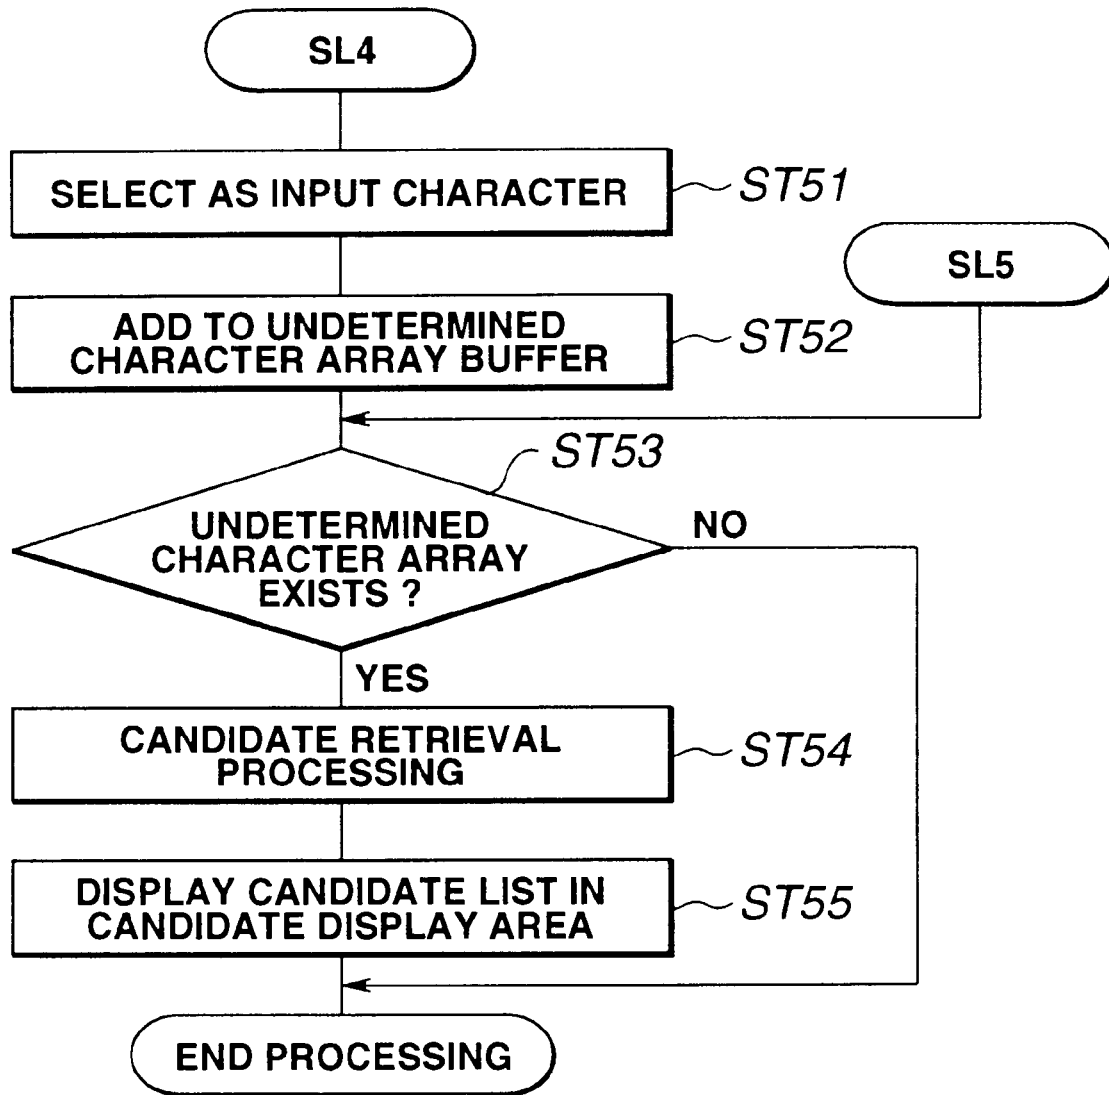 SL4
SELECT AS INPUT CHARACTER
ST51
SL5
ADD TO UNDETERMINED
CHARACTER ARRAY BUFFER
ST52
ST53
UNDETERMINED
CHARACTER ARRAY
EXISTS ?
NO
YES
CANDIDATE RETRIEVAL
PROCESSING
ST54
DISPLAY CANDIDATE LIST IN
CANDIDATE DISPLAY AREA
ST55
END PROCESSING